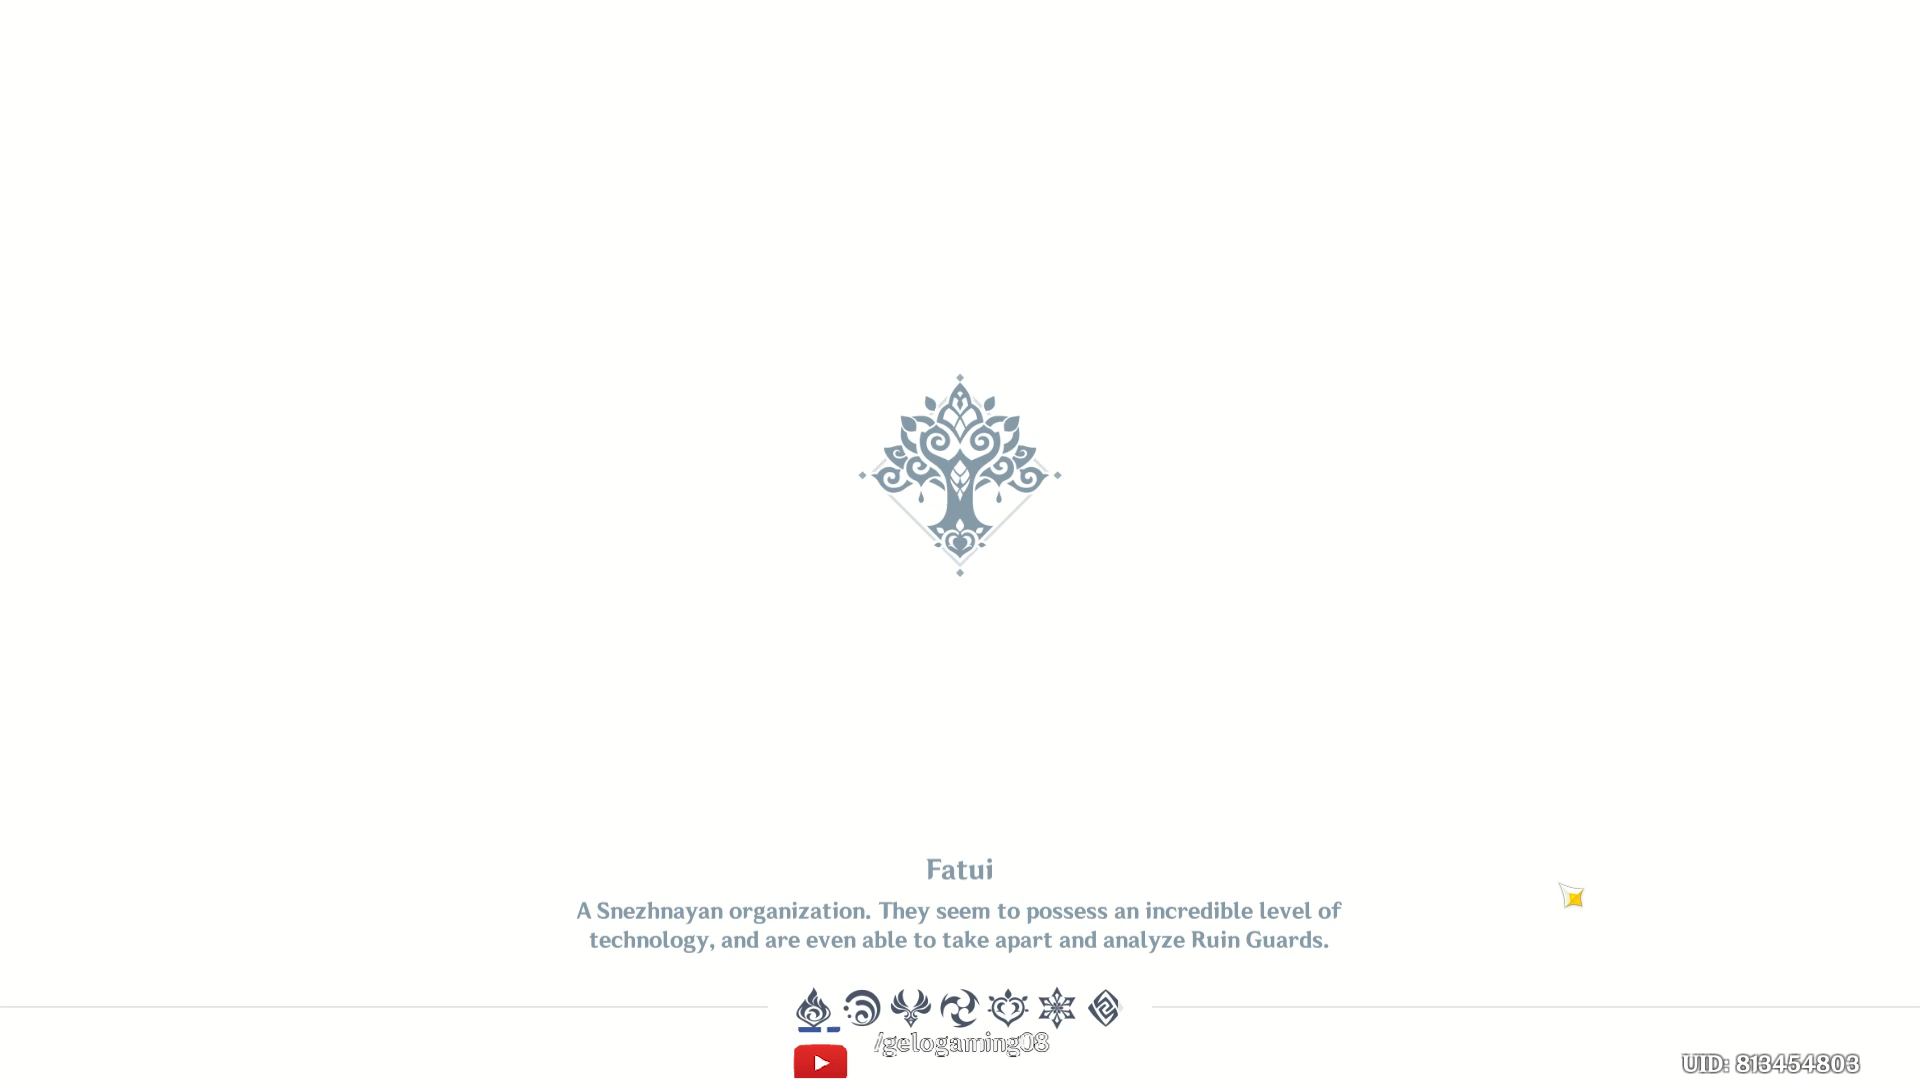 Fatui
A Snezhnayan organization. They seem to possess an incredible level of
technology, and are even able to take apart and analyze Ruin Guards.
/gelogaming08
UID: 813454803